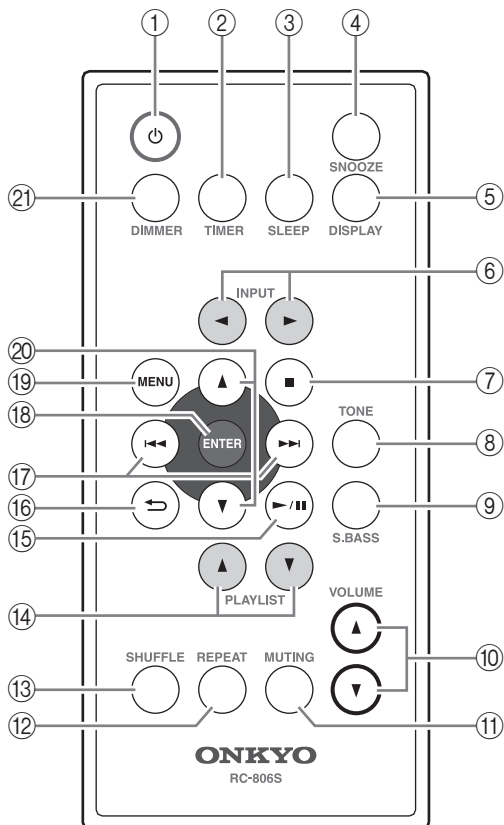 ① ② ③ ④
SNOOZE
㉑ ⑤
DIMMER TIMER SLEEP DISPLAY
⑥
INPUT
⑳
⑲ MENU ⑦
TONE
⑱ ENTER ⑧
⑰
⑯ ⑨
⑮ S.BASS
PLAYLIST VOLUME
⑭
⑩
SHUFFLE REPEAT MUTING
⑬ ⑫ ⑪
ONKYO
RC-806S